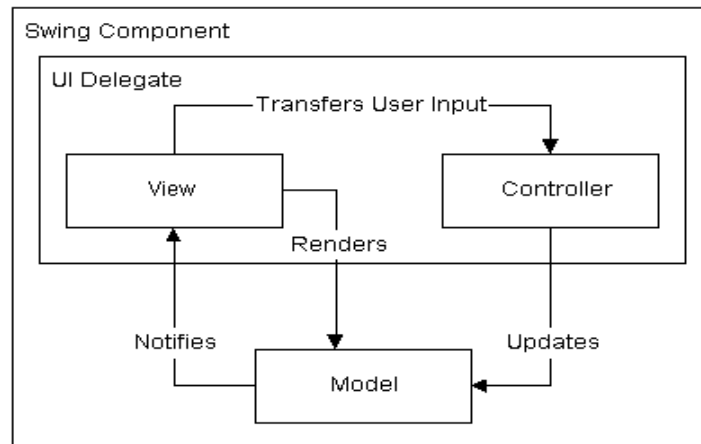 Swing Component
UI Delegate
Transfers User Input
View
Controller
Renders
Notifies
Updates
Model